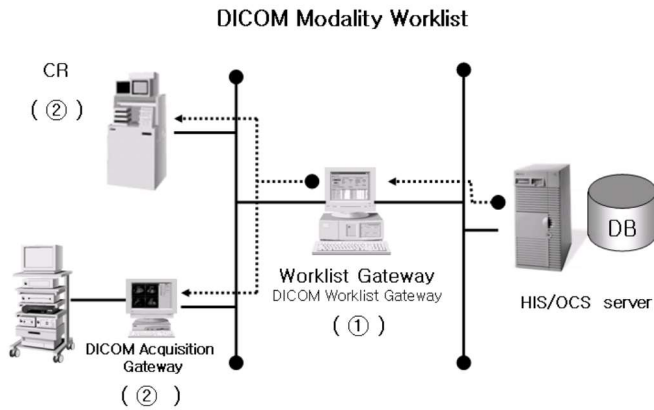 DICOM Modality Worklist
CR
( ② )
Worklist Gateway
DICOM Worklist Gateway
( ① )
DB
HIS/OCS server
DICOM Acquisition
Gateway
( ② )